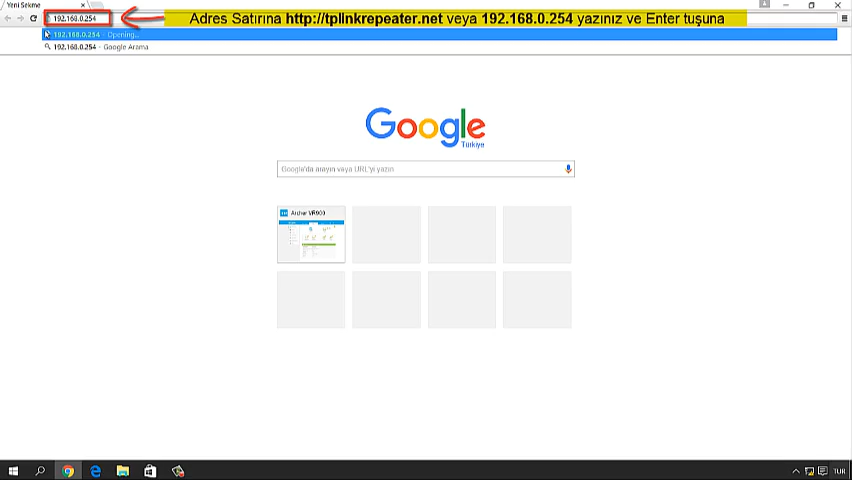 Yeni Sekme
192.168.0.254
Adres Satırına http://tplinkrepeater.net veya 192.168.0.254 yazınız ve Enter tuşuna
192.168.0.254 - Opening...
192.168.0.254 - Google Arama
Google
Türkiye
Google'da arayın veya URL'yi yazın
Archer VR900
TUR